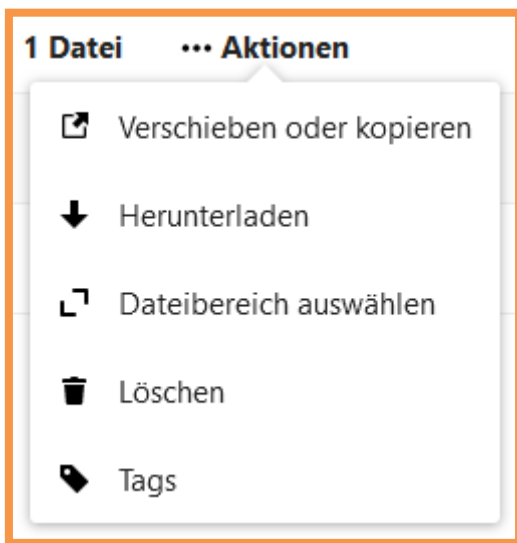 1 Datei ••• Aktionen
Verschieben oder kopieren
Herunterladen
Dateibereich auswählen
Löschen
Tags